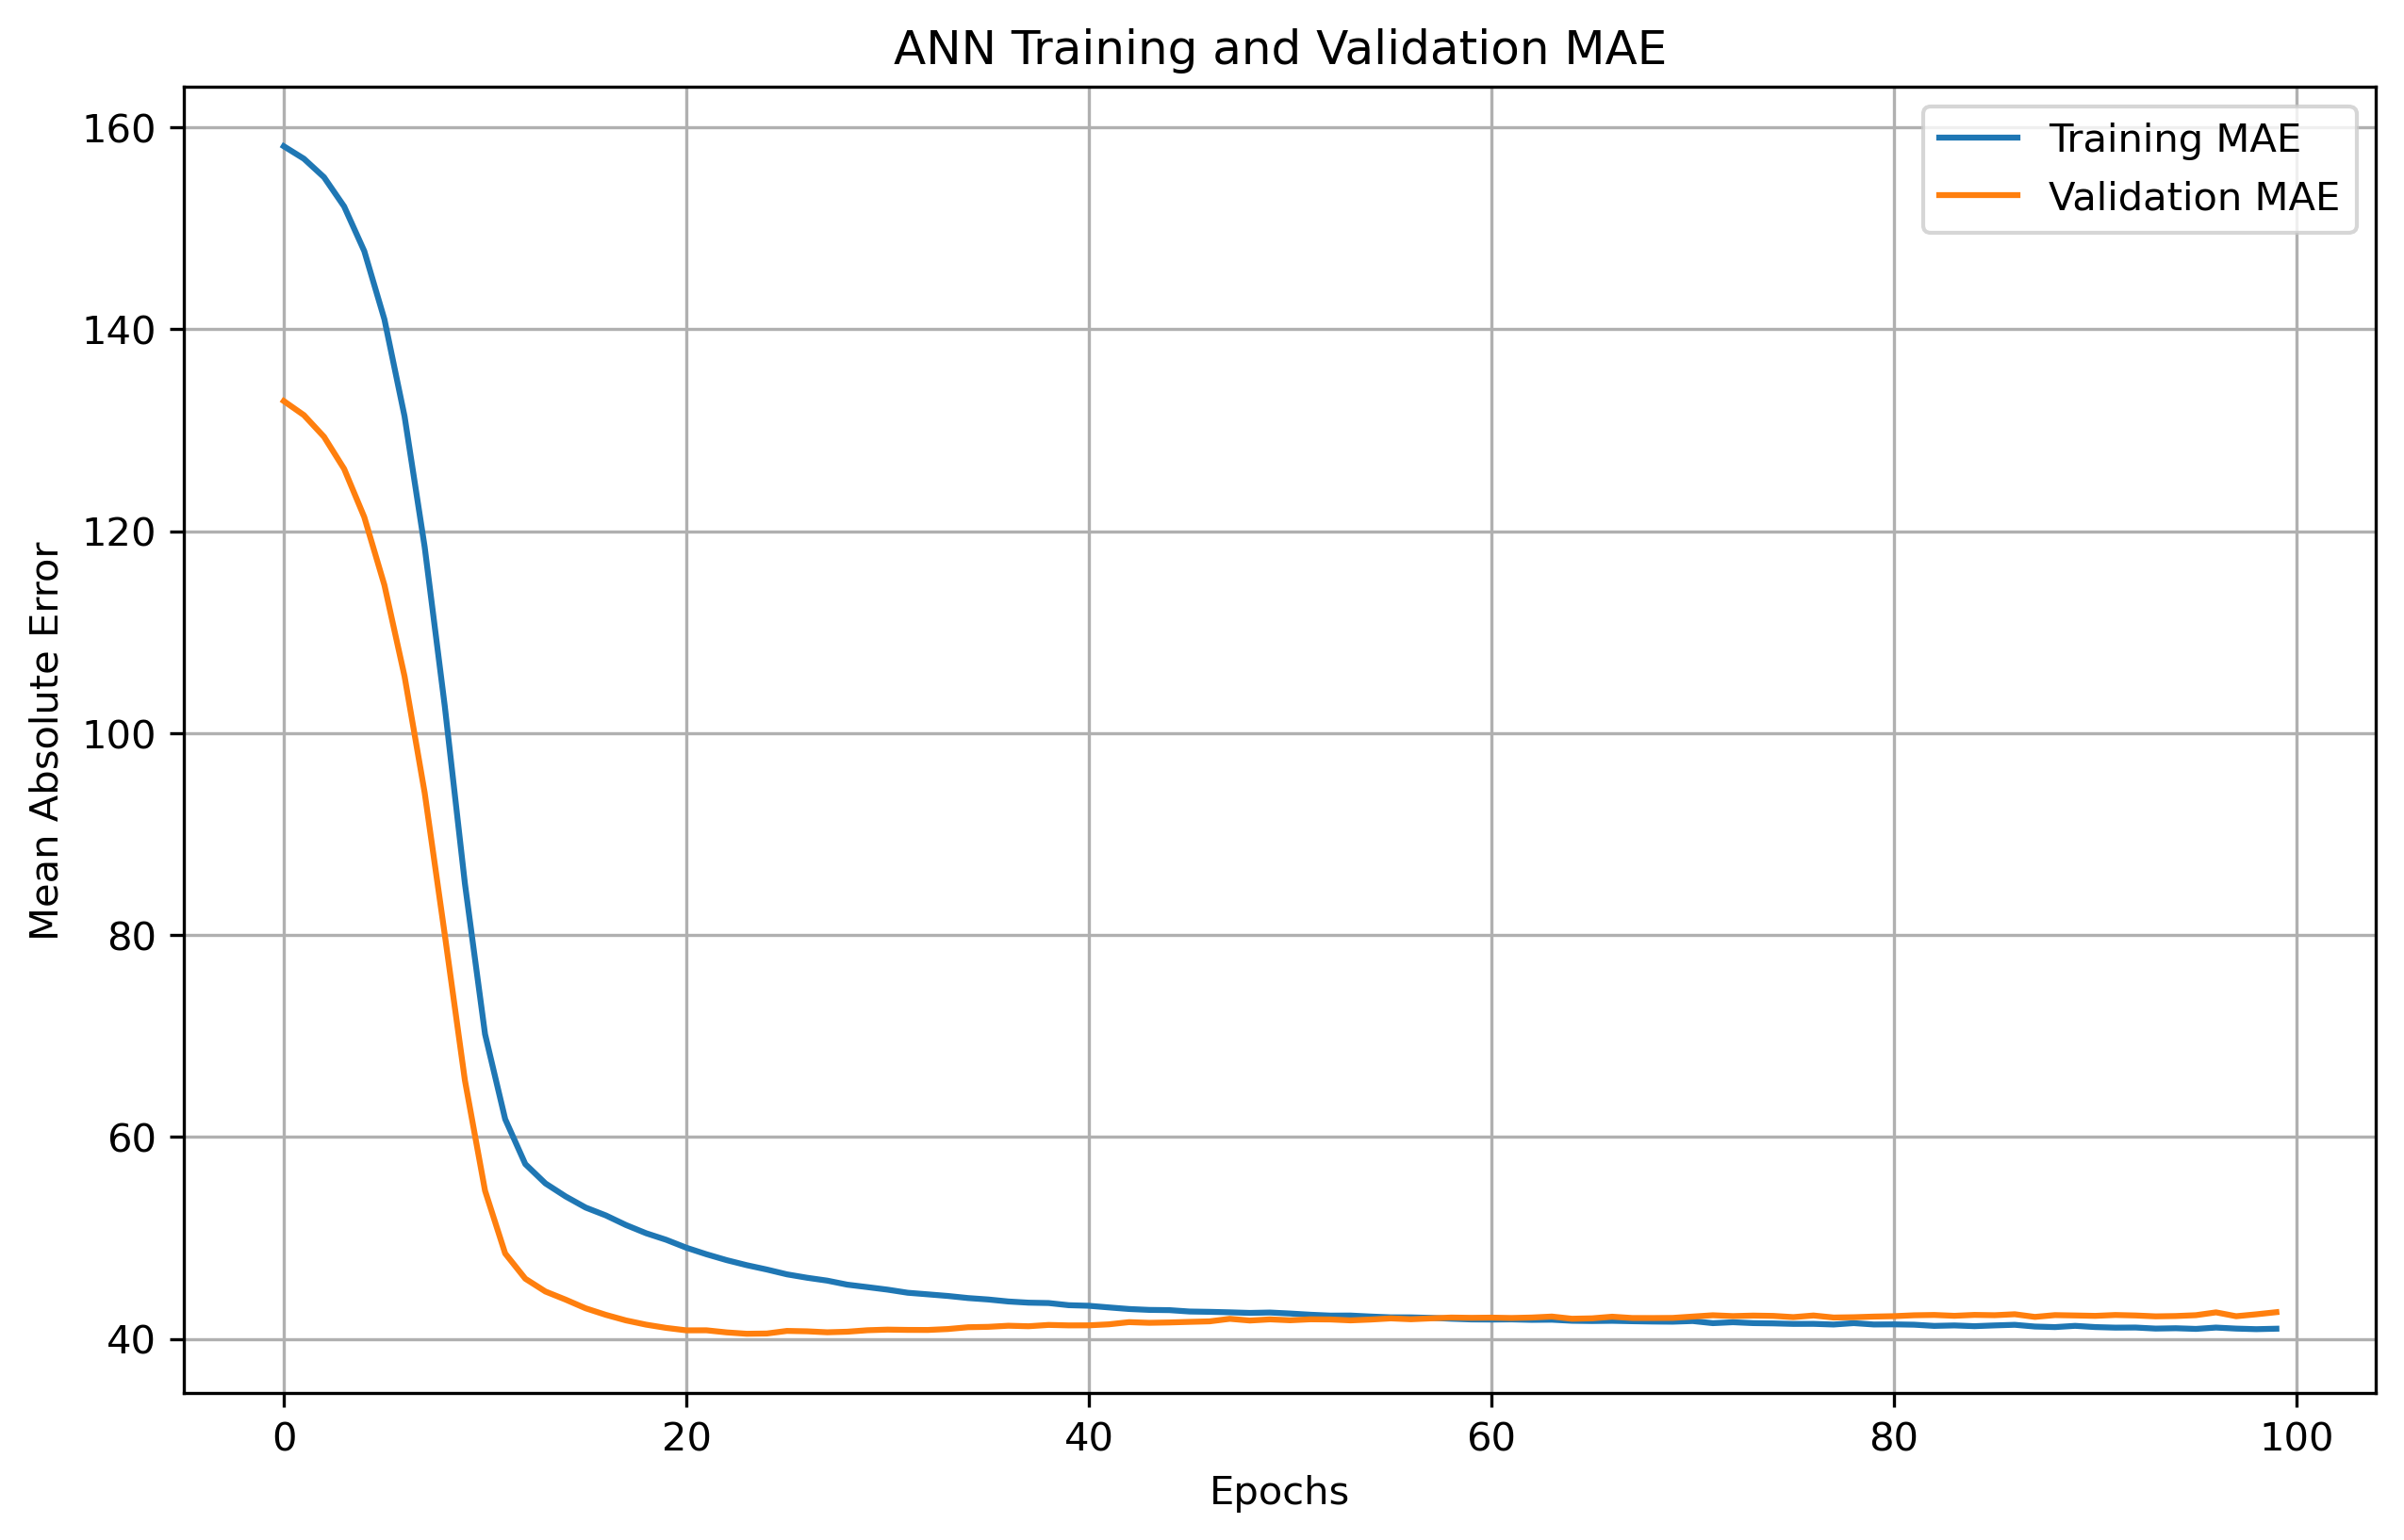 ANN Training and Validation MAE
Training MAE
Validation MAE
Mean Absolute Error
160
140
120
100
80
60
40
0 20 40 60 80 100
Epochs